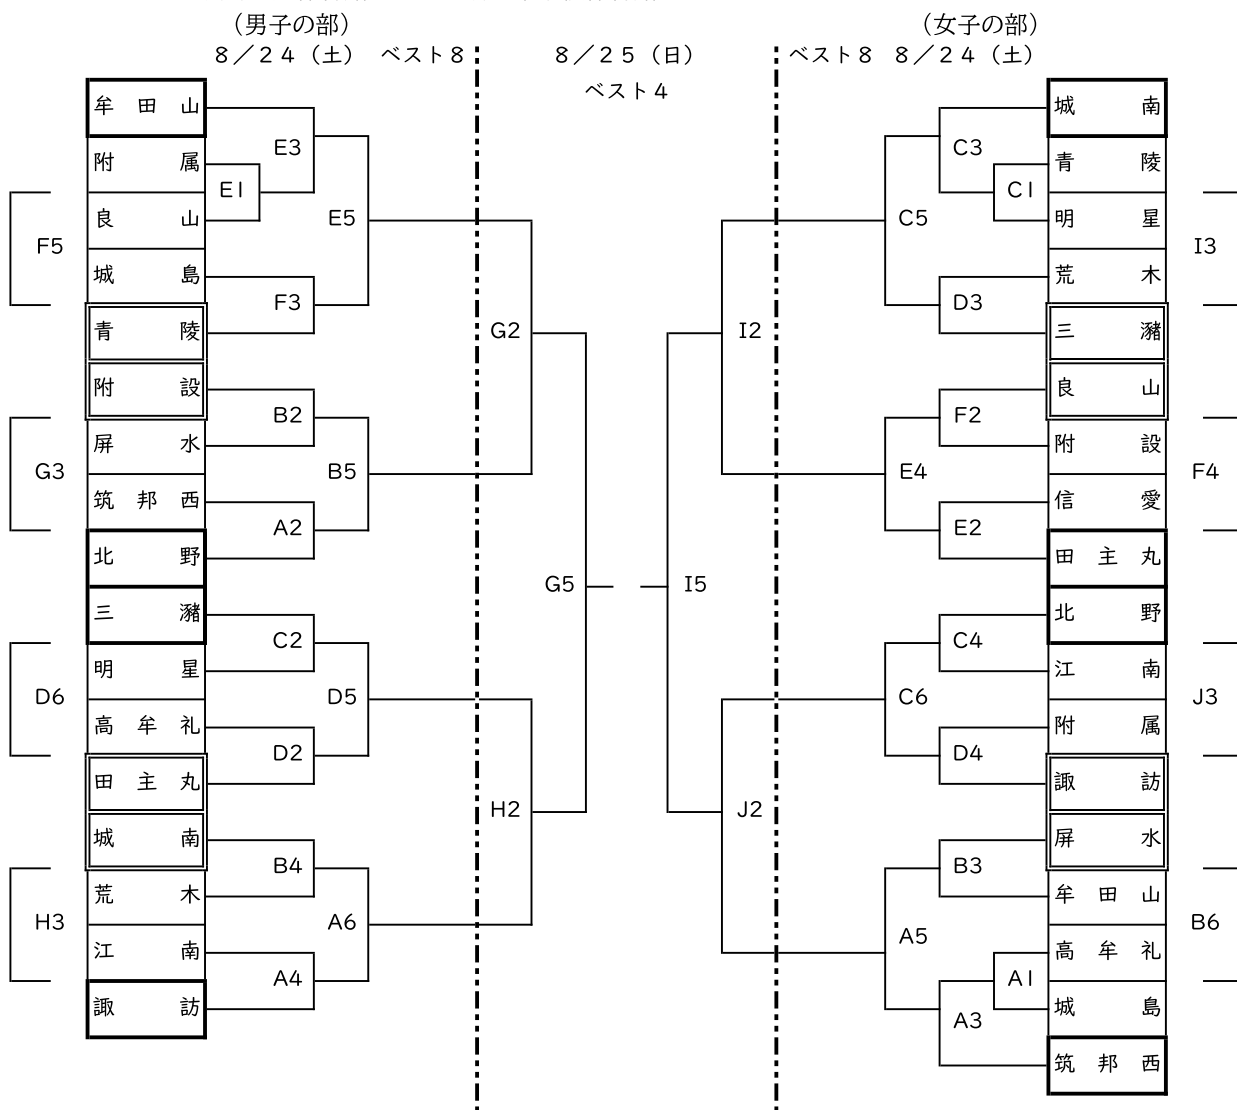 （男子の部）
（女子の部）
８／２４（土）　ベスト８
８／２５（日）
ベスト８　８／２４（土）
ベスト４
牟田山
附属
良山
城島
青陵
附設
屏水
筑邦西
北野
三瀦
明星
高牟礼
田主丸
城南
荒木
江南
諏訪
F5
G3
D6
H3
E1
E3
F3
B2
A2
C2
D2
B4
A4
E5
B5
D5
A6
G2
H2
G5
I5
I2
J2
C5
E4
C6
A5
C3
D3
F2
E2
C4
D4
B3
A3
C1
A1
城南
青陵
明星
荒木
三瀦
良山
附設
信愛
田主丸
北野
江南
附属
諏訪
屏水
牟田山
高牟礼
城島
筑邦西
I3
F4
J3
B6